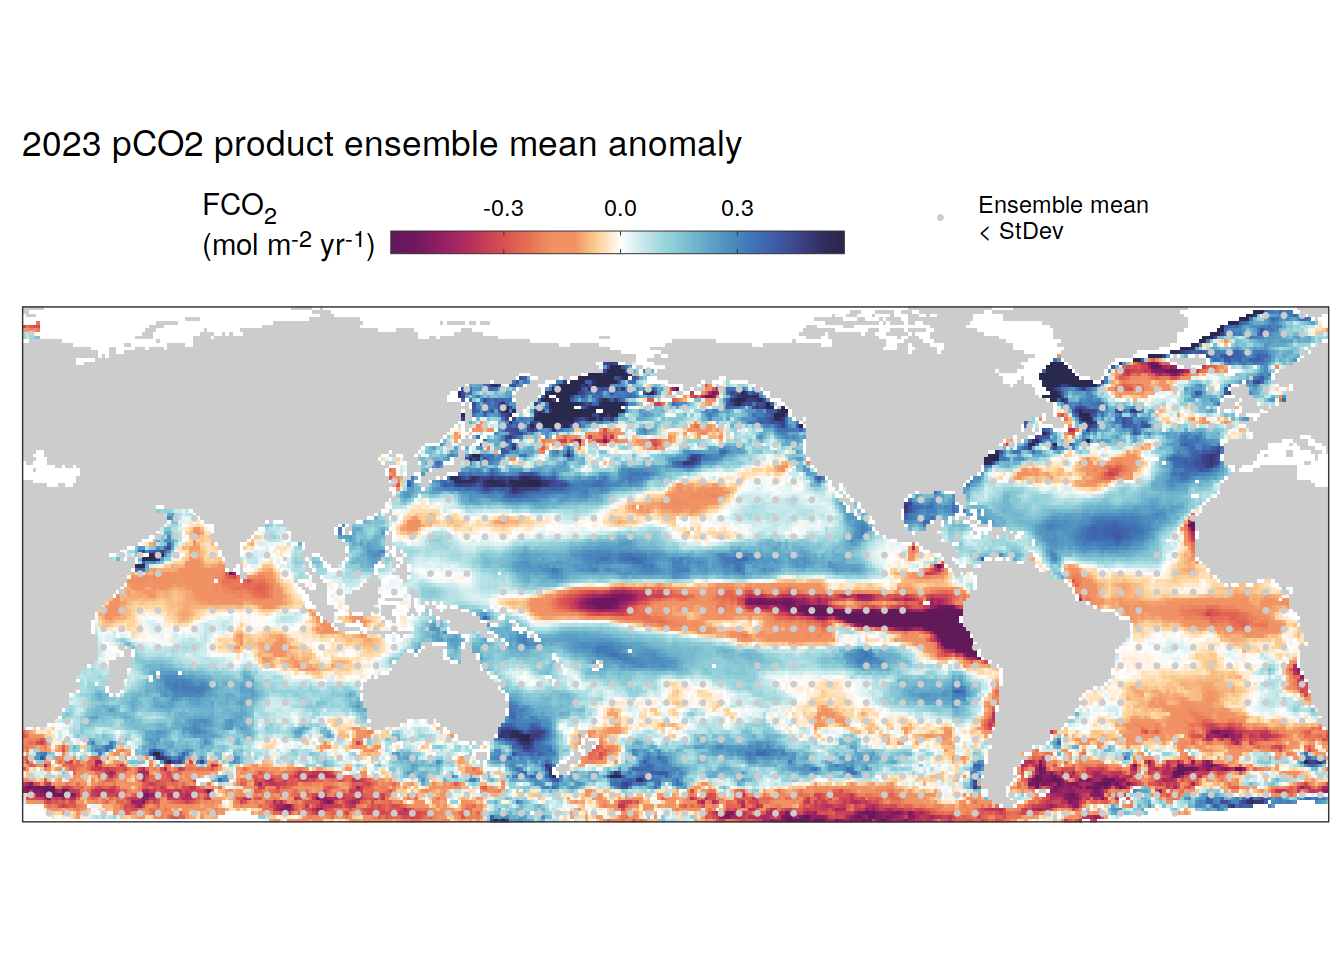 2023 pCO2 product ensemble mean anomaly
FCO₂
(mol m⁻² yr⁻¹)
-0.3 0.0 0.3
Ensemble mean
< StDev